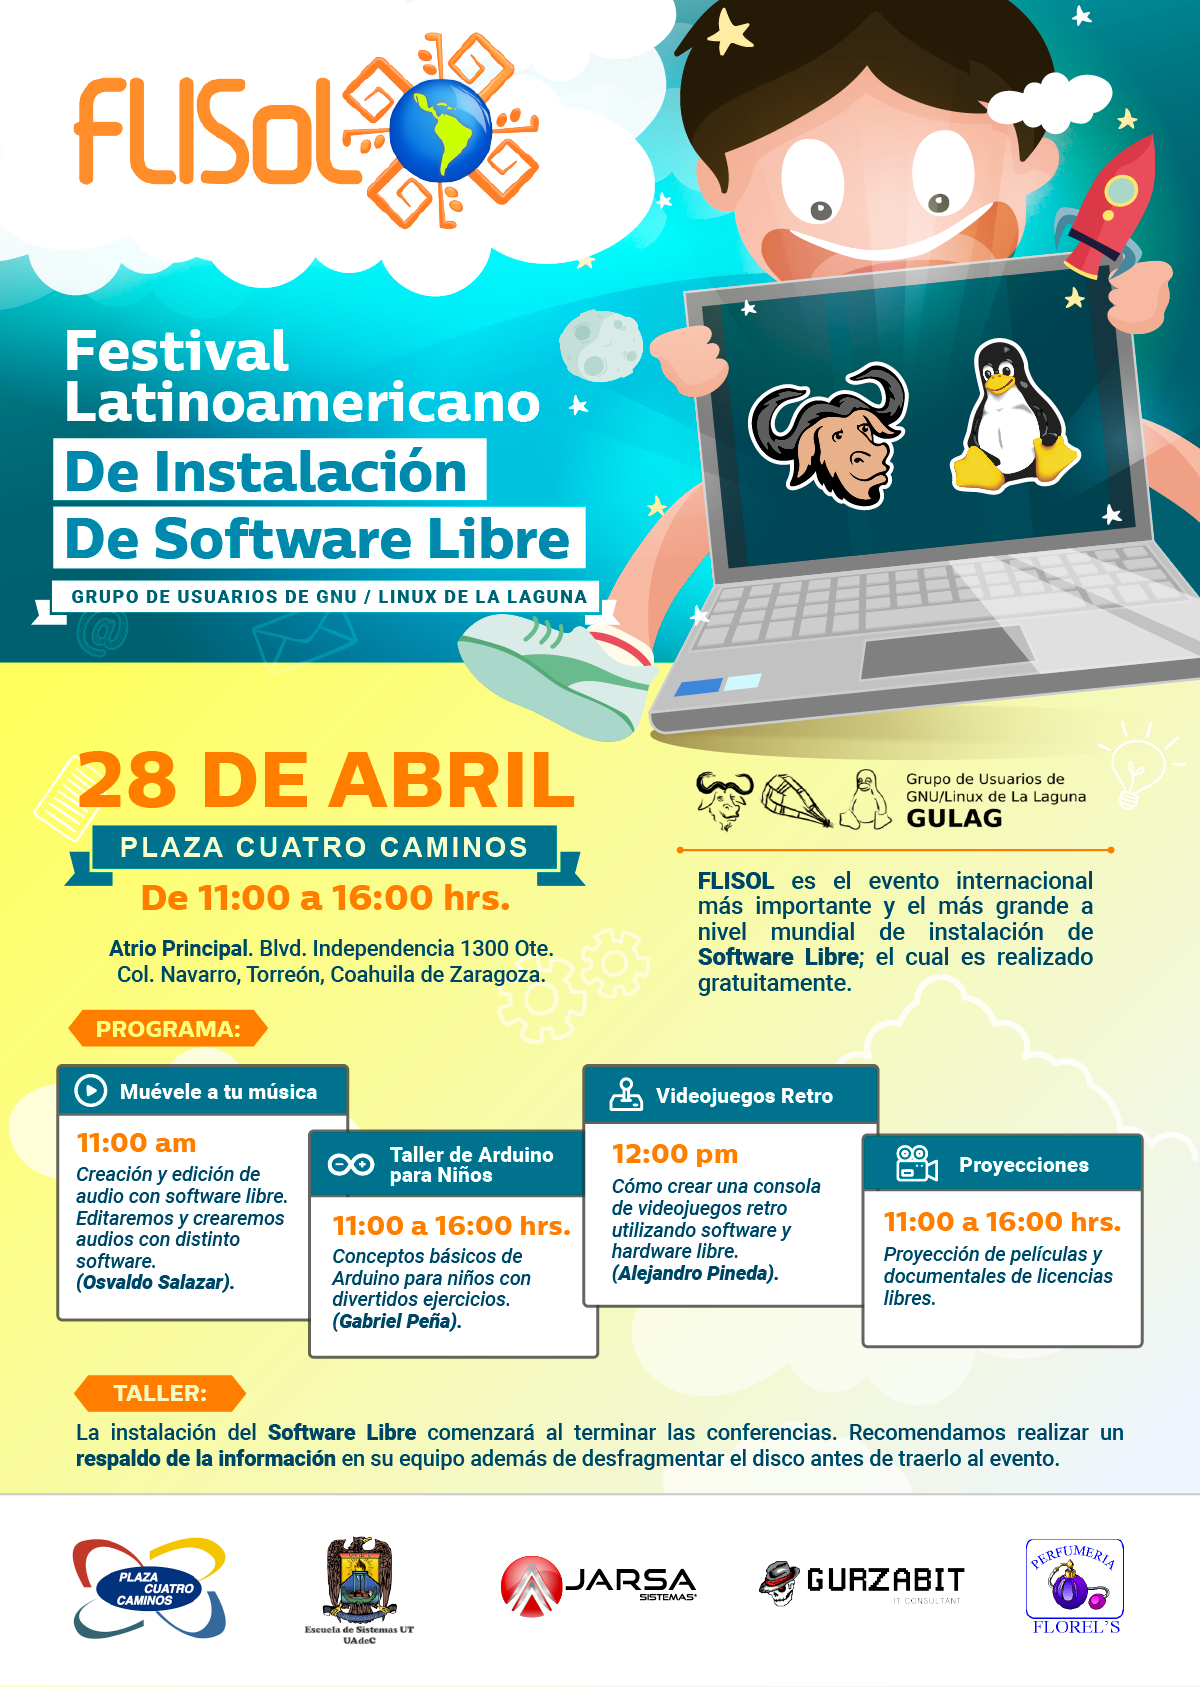 FLISoL
Festival
Latinoamericano
De Instalación
De Software Libre
GRUPO DE USUARIOS DE GNU / LINUX DE LA LAGUNA
28 DE ABRIL
PLAZA CUATRO CAMINOS
De 11:00 a 16:00 hrs.
Atrio Principal. Blvd. Independencia 1300 Ote.
Col. Navarro, Torreón, Coahuila de Zaragoza.
Grupo de Usuarios de
GNU/Linux de La Laguna
GULAG
FLISOL es el evento internacional
más importante y el más grande a
nivel mundial de instalación de
Software Libre; el cual es realizado
gratuitamente.
PROGRAMA:
Muévele a tu música
11:00 am
Creación y edición de
audio con software libre.
Editaremos y crearemos
audios con distinto
software.
(Osvaldo Salazar).
Taller de Arduino
para Niños
11:00 a 16:00 hrs.
Conceptos básicos de
Arduino para niños con
divertidos ejercicios.
(Gabriel Peña).
Videojuegos Retro
12:00 pm
Cómo crear una consola
de videojuegos retro
utilizando software y
hardware libre.
(Alejandro Pineda).
Proyecciones
11:00 a 16:00 hrs.
Proyección de películas y
documentales de licencias
libres.
TALLER:
La instalación del Software Libre comenzará al terminar las conferencias. Recomendamos realizar un
respaldo de la información en su equipo además de desfragmentar el disco antes de traerlo al evento.
PLAZA
CUATRO
CAMINOS
Escuela de Sistemas UT
UAdeC
JARSA
SISTEMAS®
GURZABIT
IT CONSULTANT
PERFUMERIA
FLOREL'S